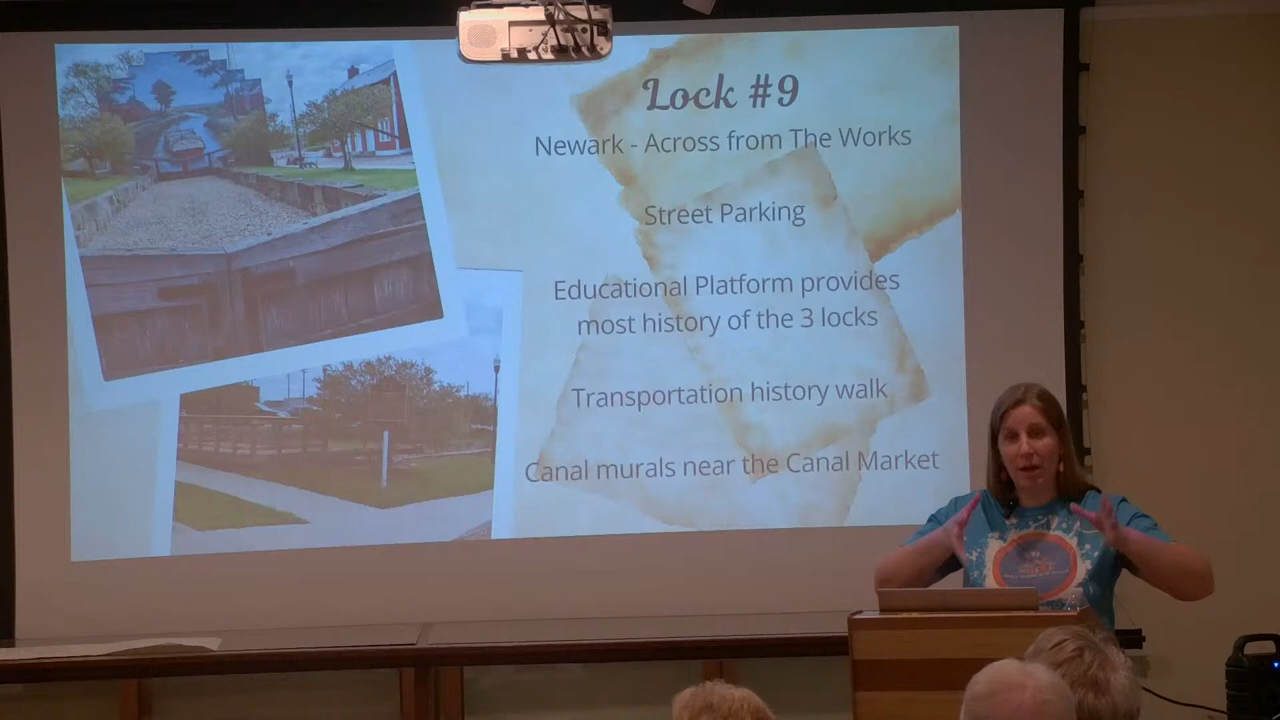 Lock #9
Newark - Across from The Works
Street Parking
Educational Platform provides
most history of the 3 locks
Transportation history walk
Canal murals near the Canal Market